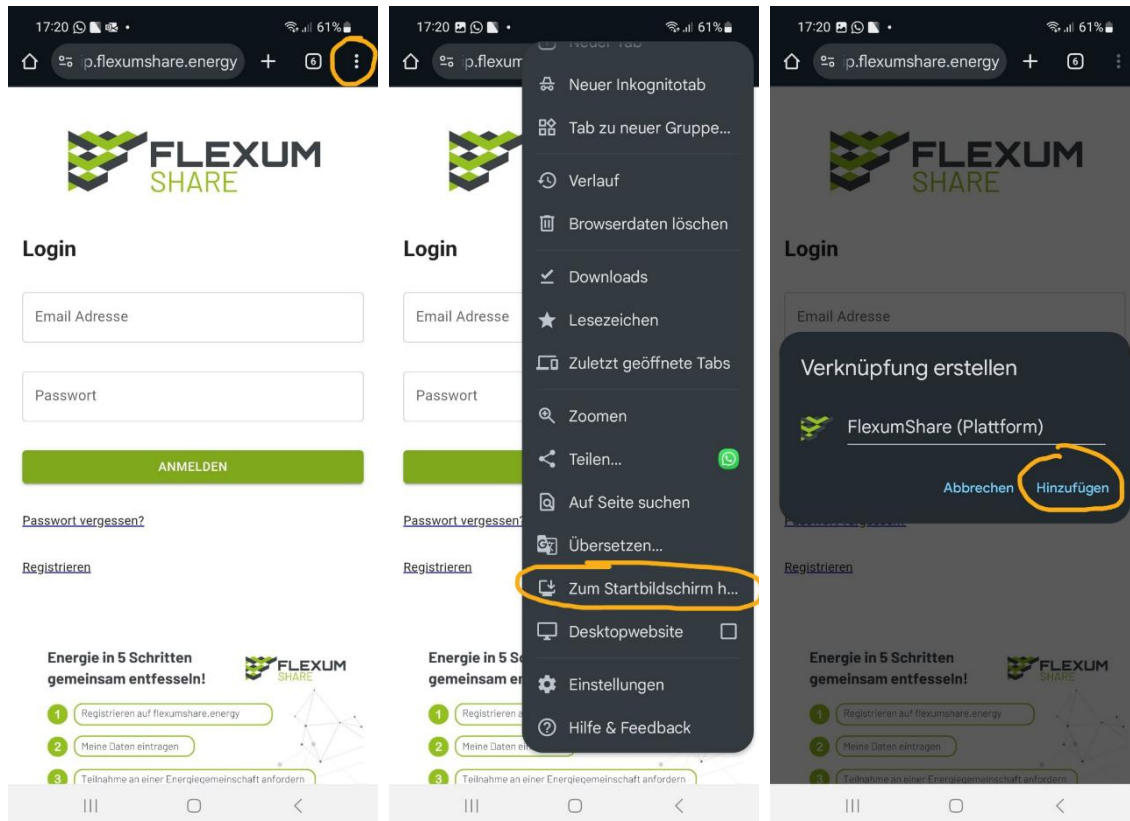 17:20
61%
ip.flexumshare.energy
6
FLEXUM
SHARE
Login
Email Adresse
Passwort
ANMELDEN
Passwort vergessen?
Registrieren
Energie in 5 Schritten
gemeinsam entfesseln!
FLEXUM
SHARE
1 Registrieren auf flexumshare.energy
2 Meine Daten eintragen
3 Teilnahme an einer Energiegemeinschaft anfordern
17:20
61%
ip.flexum
Neuer Tab
Neuer Inkognitotab
Tab zu neuer Gruppe...
Verlauf
Browserdaten löschen
Downloads
Lesezeichen
Zuletzt geöffnete Tabs
Zoomen
Teilen...
Auf Seite suchen
Übersetzen...
Zum Startbildschirm h...
Desktopwebsite
Einstellungen
Hilfe & Feedback
Login
Email Adresse
Passwort
Passwort vergessen?
Registrieren
Energie in 5 Sc
gemeinsam en
1 Registrieren a
2 Meine Daten ein
3 Teilnahme an einer Energiegemeinschaft anfordern
17:20
61%
ip.flexumshare.energy
6
FLEXUM
SHARE
Login
Email Adresse
Verknüpfung erstellen
FlexumShare (Plattform)
Abbrechen
Hinzufügen
Registrieren
Energie in 5 Schritten
gemeinsam entfesseln!
FLEXUM
SHARE
1 Registrieren auf flexumshare.energy
2 Meine Daten eintragen
3 Teilnahme an einer Energiegemeinschaft anfordern